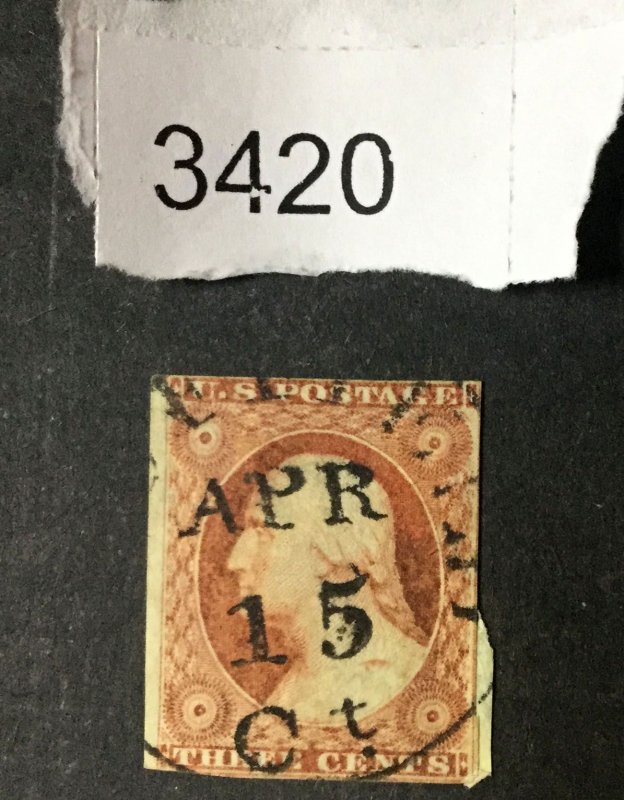 3420
U.S. POSTAGE
APR
15
Ct.
THREE CENTS